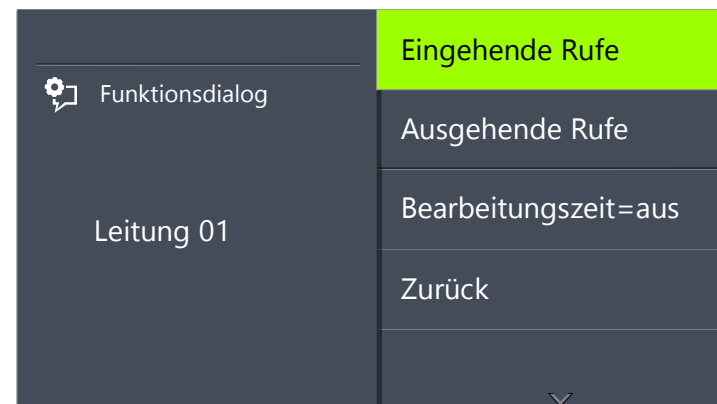 Funktionsdialog
Leitung 01
Eingehende Rufe
Ausgehende Rufe
Bearbeitungszeit=aus
Zurück